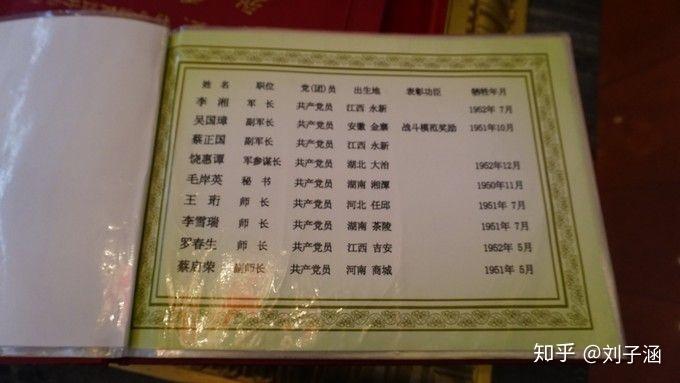 姓 名 职位 党(团)员 出生地 表彰功臣 牺牲年月
李 湘 军 长 共产党员 江西 永新 1952年 7月
吴国璋 副军长 共产党员 安徽 金寨 战斗模范奖励 1951年10月
蔡正国 副军长 共产党员 江西 永新
饶惠谭 军参谋长 共产党员 湖北 大冶 1952年12月
毛岸英 秘 书 共产党员 湖南 湘潭 1950年11月
王 珩 师 长 共产党员 河北 任邱 1951年 7月
李雪瑞 师 长 共产党员 湖南 茶陵 1951年 7月
罗春生 师 长 共产党员 江西 吉安 1952年 5月
蔡启荣 副师长 共产党员 河南 商城 1951年 5月
知乎 @刘子涵